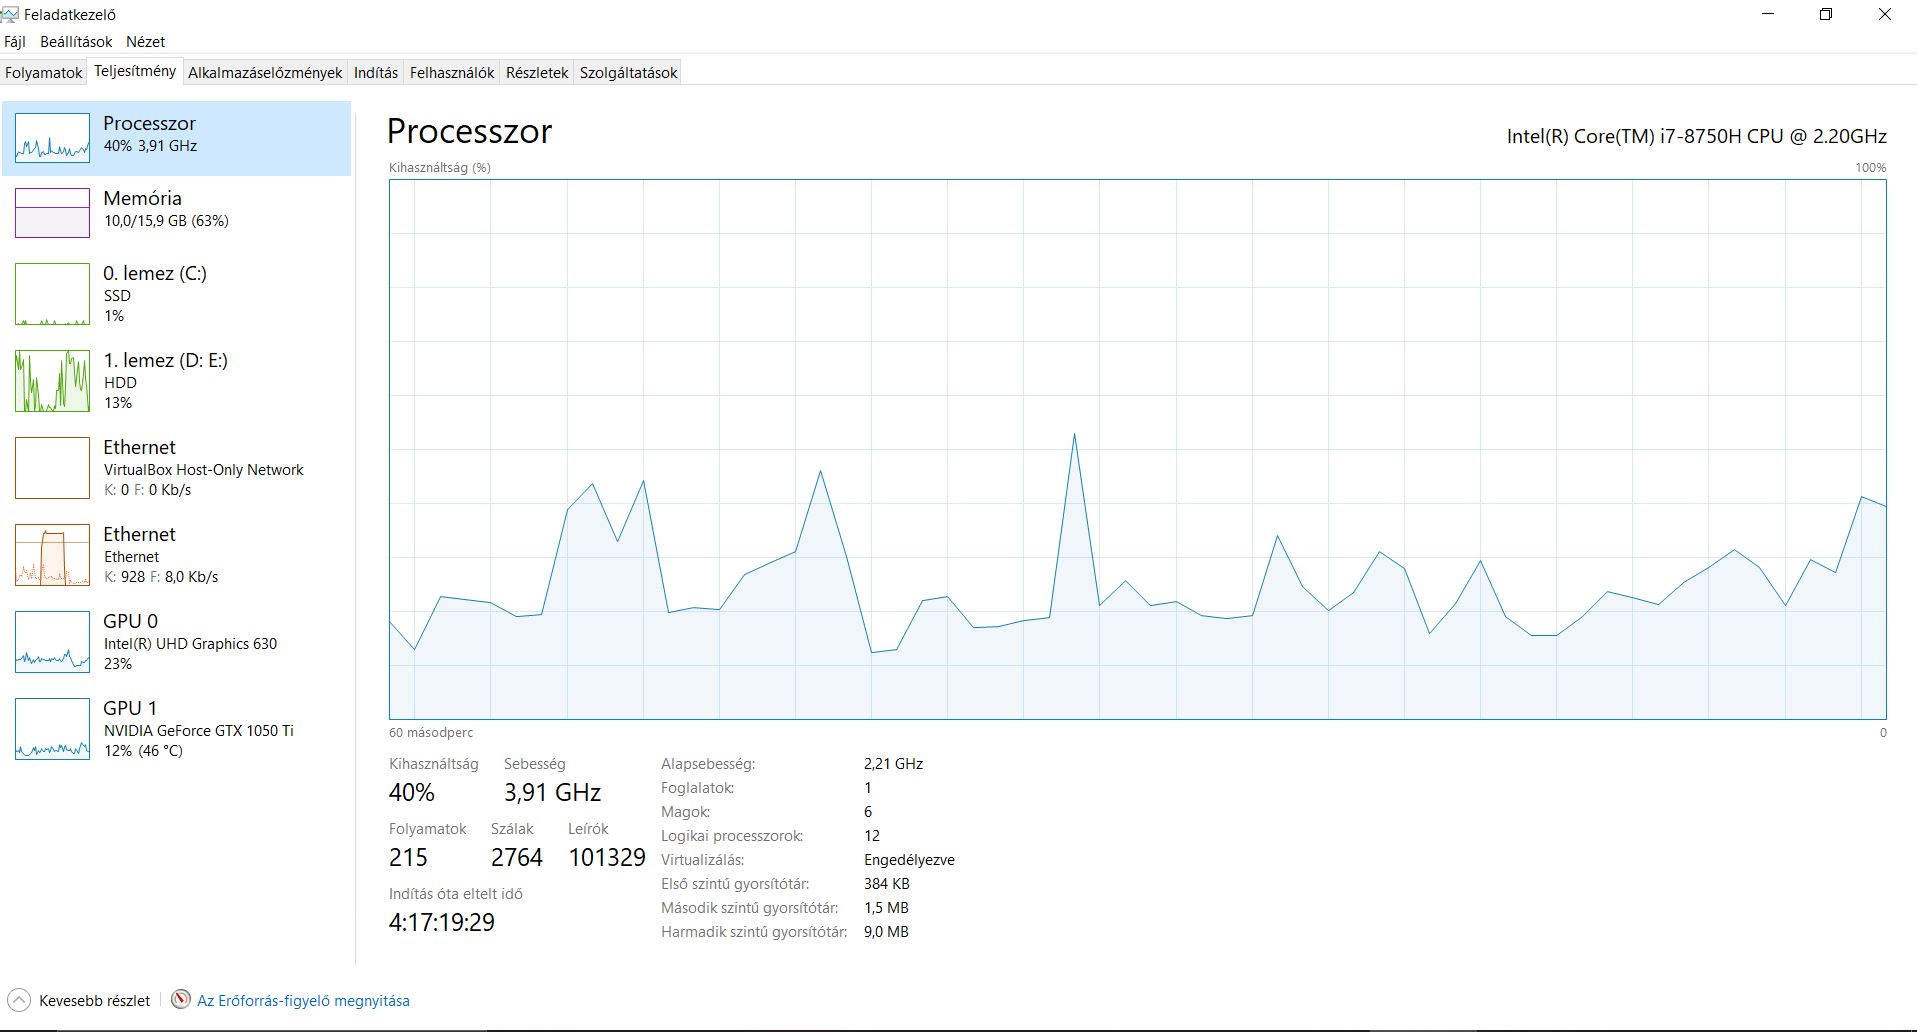 Feladatkezelő
Fájl Beállítások Nézet
Folyamatok Teljesítmény Alkalmazáselőzmények Indítás Felhasználók Részletek Szolgáltatások
Processzor
40% 3,91 GHz
Memória
10,0/15,9 GB (63%)
0. lemez (C:)
SSD
1%
1. lemez (D: E:)
HDD
13%
Ethernet
VirtualBox Host-Only Network
K: 0 F: 0 Kb/s
Ethernet
Ethernet
K: 928 F: 8,0 Kb/s
GPU 0
Intel(R) UHD Graphics 630
23%
GPU 1
NVIDIA GeForce GTX 1050 Ti
12% (46 °C)
Processzor
Intel(R) Core(TM) i7-8750H CPU @ 2.20GHz
Kihasználtság (%) 100%
60 másodperc 0
Kihasználtság Sebesség
40% 3,91 GHz
Folyamatok Szálak Leírók
215 2764 101329
Indítás óta eltelt idő
4:17:19:29
Alapsebesség: 2,21 GHz
Foglalatok: 1
Magok: 6
Logikai processzorok: 12
Virtualizálás: Engedélyezve
Első szintű gyorsítótár: 384 KB
Második szintű gyorsítótár: 1,5 MB
Harmadik szintű gyorsítótár: 9,0 MB
Kevesebb részlet Az Erőforrás-figyelő megnyitása